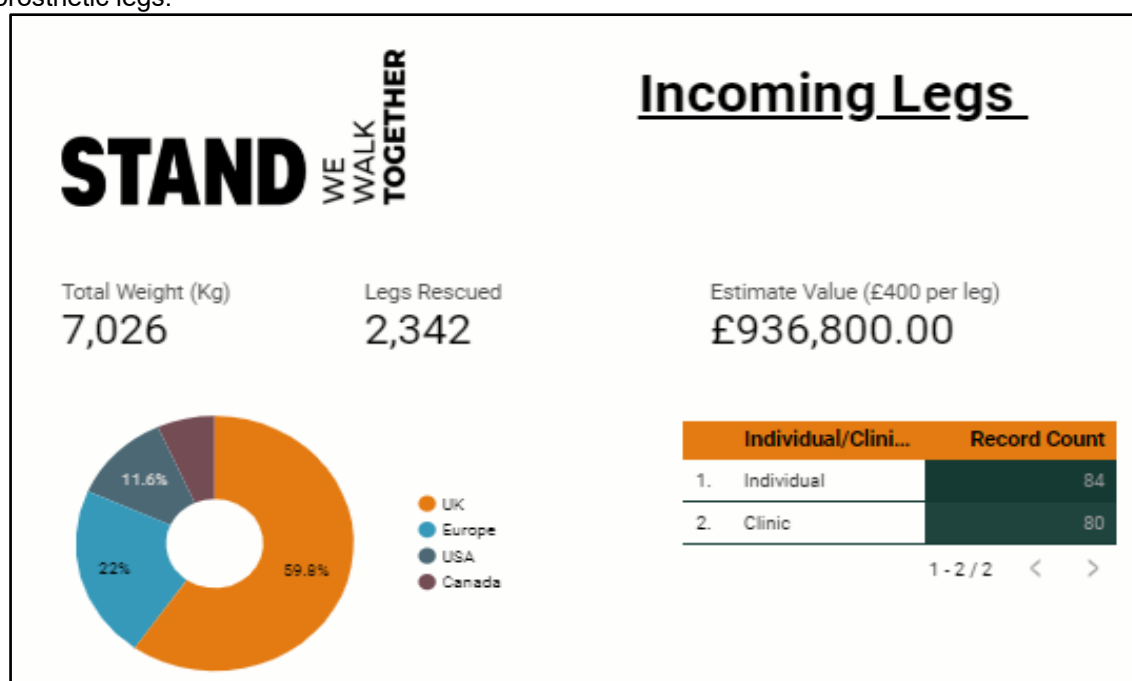 prosthetic legs.
STAND
WE
WALK
TOGETHER
Incoming Legs
Total Weight (Kg)
7,026
Legs Rescued
2,342
Estimate Value (£400 per leg)
£936,800.00
11.6%
22%
59.8%
UK
Europe
USA
Canada
Individual/Clini... Record Count
1. Individual 84
2. Clinic 80
1 - 2 / 2 < >